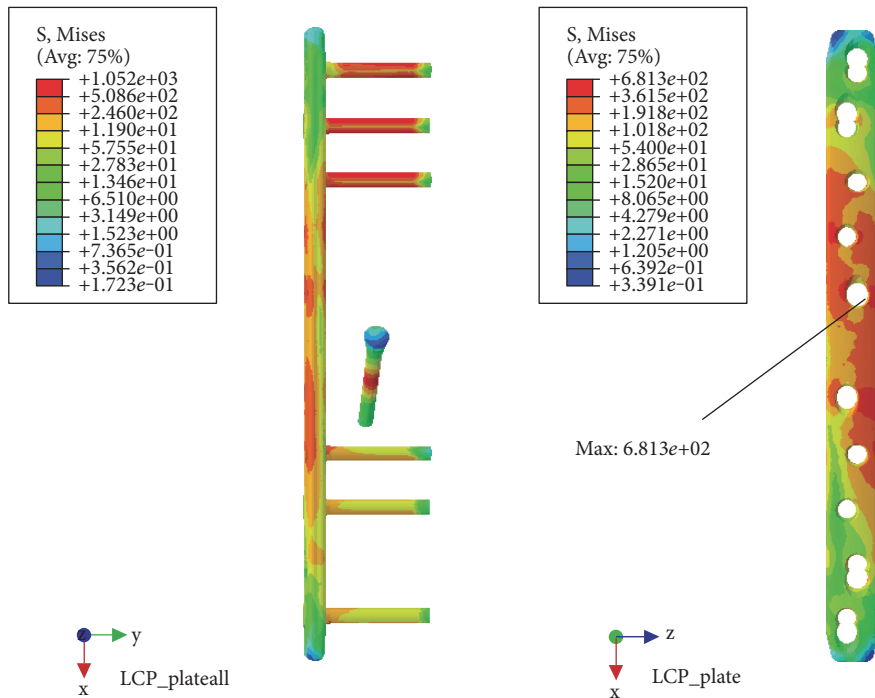 S, Mises
(Avg: 75%)
+1.052e+03
+5.086e+02
+2.460e+02
+1.190e+01
+5.755e+01
+2.783e+01
+1.346e+01
+6.510e+00
+3.149e+00
+1.523e+00
+7.365e−01
+3.562e−01
+1.723e−01
z
y
x
LCP_plateall
S, Mises
(Avg: 75%)
+6.813e+02
+3.615e+02
+1.918e+02
+1.018e+02
+5.400e+01
+2.865e+01
+1.520e+01
+8.065e+00
+4.279e+00
+2.271e+00
+1.205e+00
+6.392e−01
+3.391e−01
Max: 6.813e+02
z
x
LCP_plate